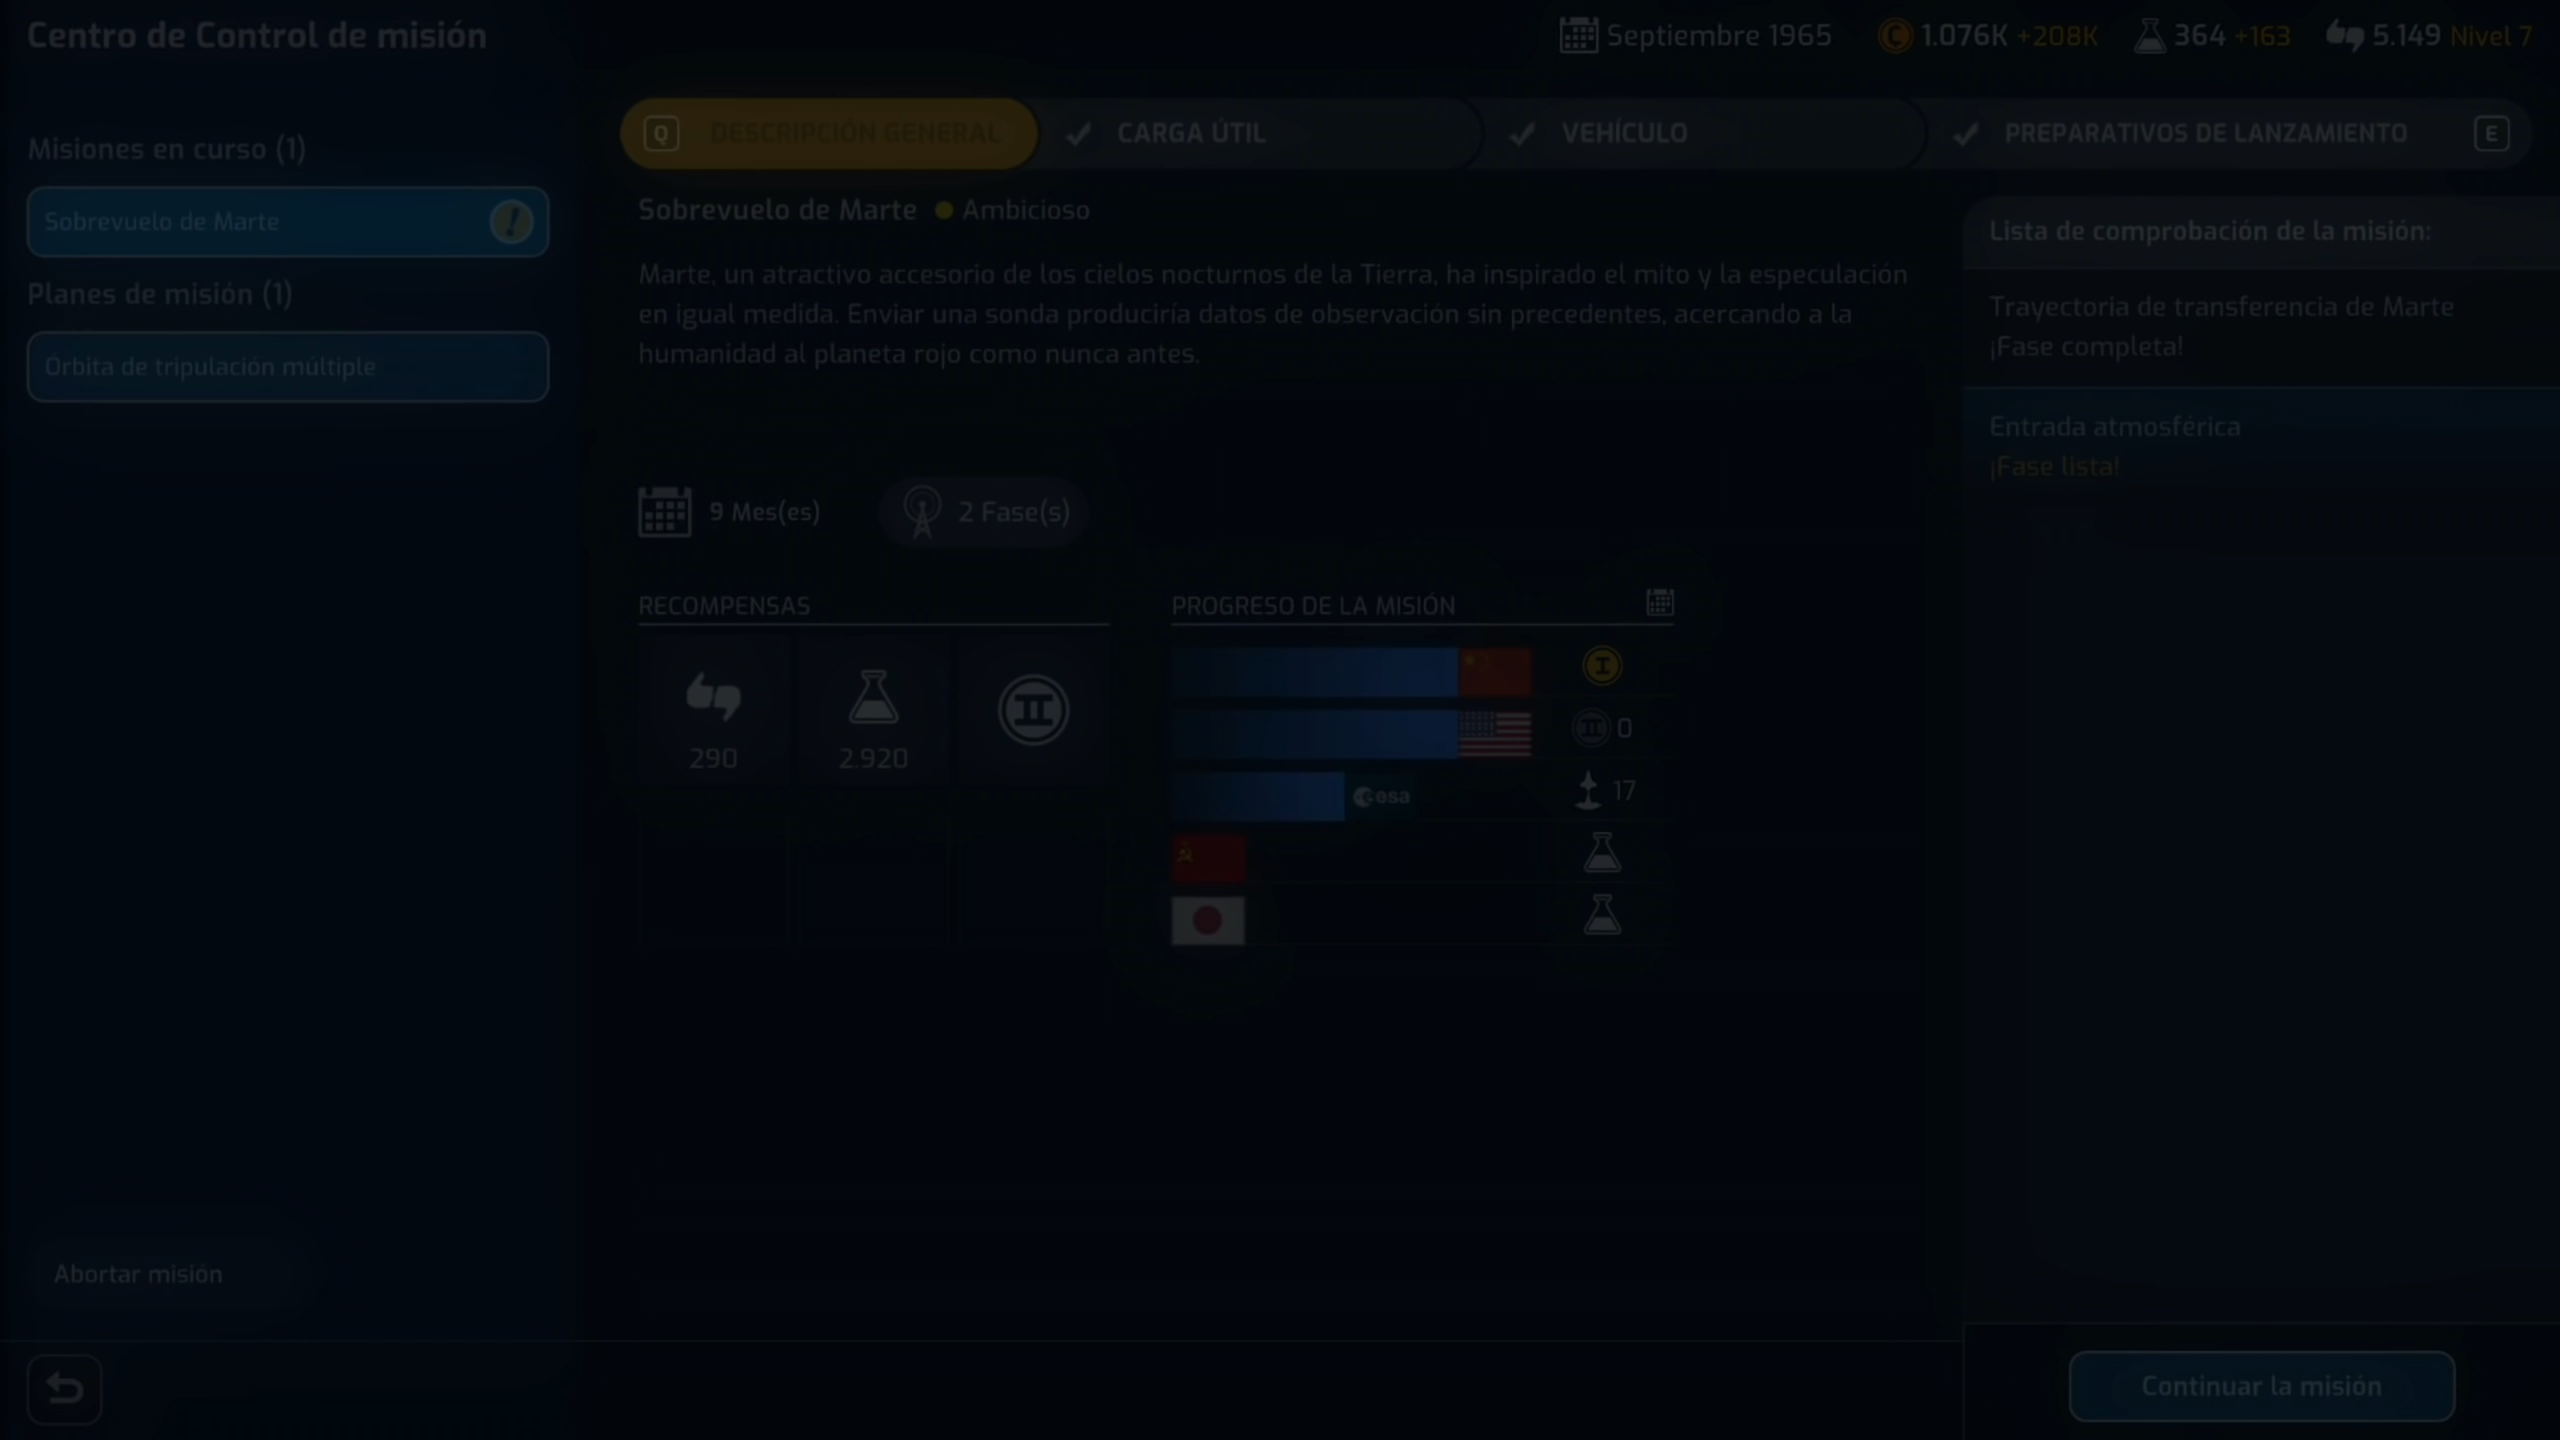 Centro de Control de misión
Septiembre 1965
1.076K +208K
364 +163
5.149 Nivel 7
Misiones en curso (1)
Sobrevuelo de Marte
Planes de misión (1)
Órbita de tripulación múltiple
Q DESCRIPCIÓN GENERAL
CARGA ÚTIL
VEHÍCULO
PREPARATIVOS DE LANZAMIENTO E
Sobrevuelo de Marte Ambicioso
Marte, un atractivo accesorio de los cielos nocturnos de la Tierra, ha inspirado el mito y la especulación
en igual medida. Enviar una sonda produciría datos de observación sin precedentes, acercando a la
humanidad al planeta rojo como nunca antes.
9 Mes(es)
2 Fase(s)
RECOMPENSAS
290
2.920
II
PROGRESO DE LA MISIÓN
I
II 0
esa
17
Lista de comprobación de la misión:
Trayectoria de transferencia de Marte
¡Fase completa!
Entrada atmosférica
¡Fase lista!
Abortar misión
Continuar la misión